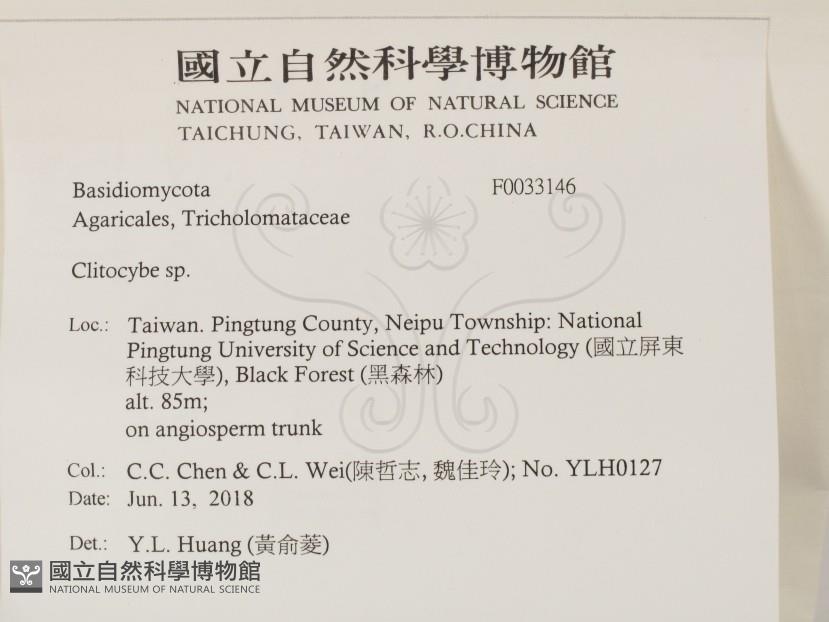 國立自然科學博物館
NATIONAL MUSEUM OF NATURAL SCIENCE
TAICHUNG, TAIWAN, R.O.CHINA
Basidiomycota F0033146
Agaricales, Tricholomataceae
Clitocybe sp.
Loc.: Taiwan. Pingtung County, Neipu Township: National
Pingtung University of Science and Technology (國立屏東
科技大學), Black Forest (黑森林)
alt. 85m;
on angiosperm trunk
Col.: C.C. Chen & C.L. Wei(陳哲志, 魏佳玲); No. YLH0127
Date: Jun. 13, 2018
Det.: Y.L. Huang (黃俞菱)
國立自然科學博物館
NATIONAL MUSEUM OF NATURAL SCIENCE